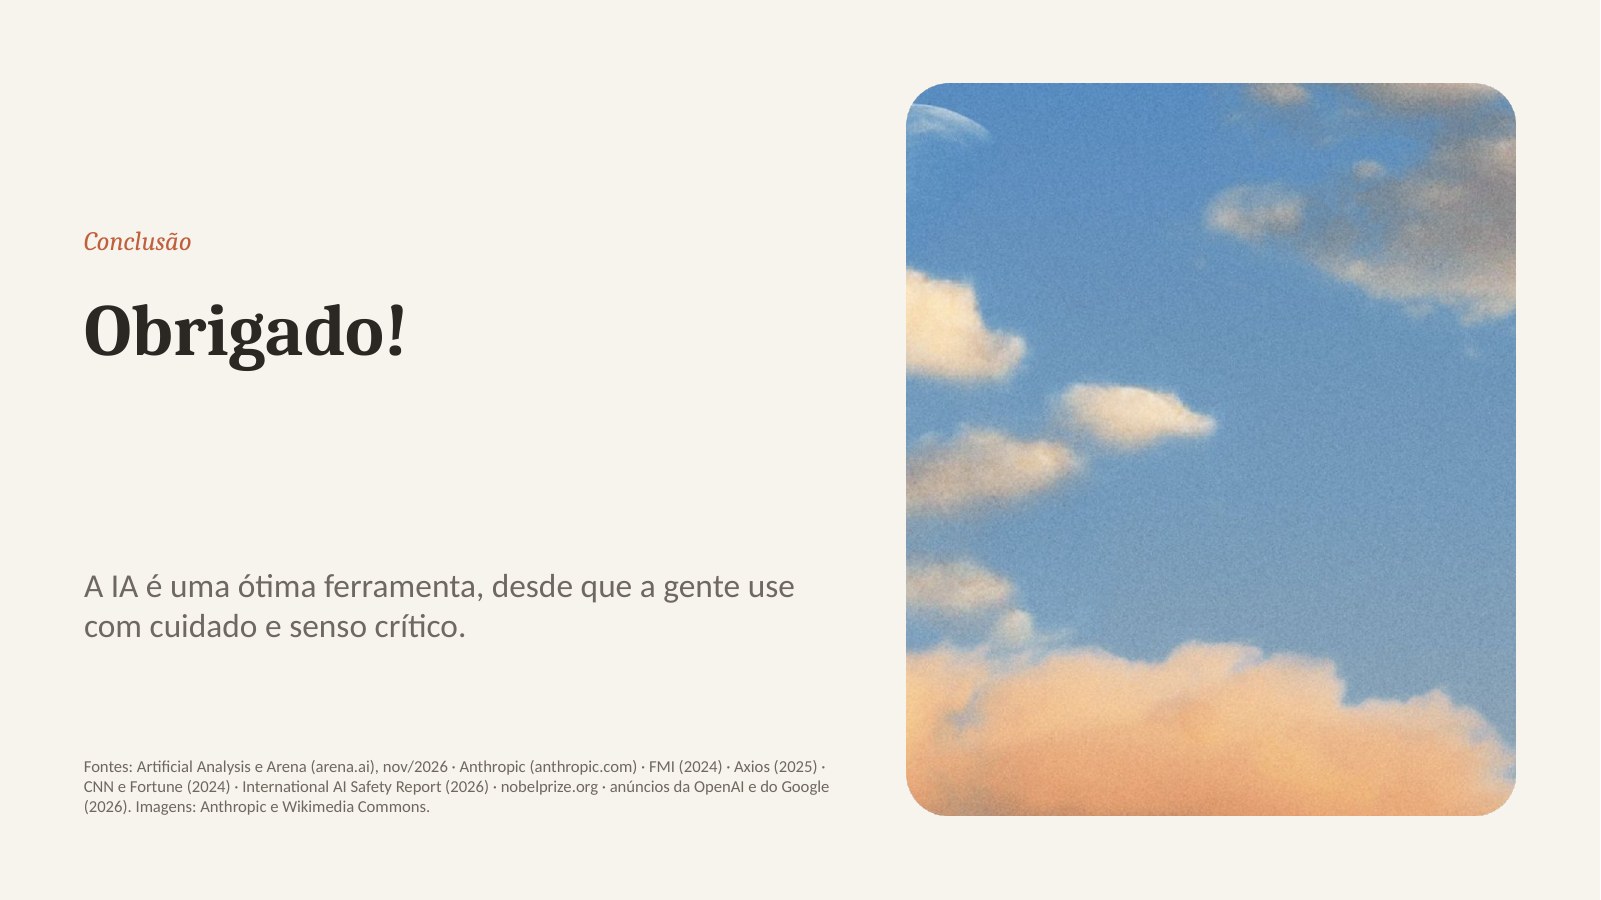 Conclusão
Obrigado!
A IA é uma ótima ferramenta, desde que a gente use
com cuidado e senso crítico.
Fontes: Artificial Analysis e Arena (arena.ai), nov/2026 · Anthropic (anthropic.com) · FMI (2024) · Axios (2025) ·
CNN e Fortune (2024) · International AI Safety Report (2026) · nobelprize.org · anúncios da OpenAI e do Google
(2026). Imagens: Anthropic e Wikimedia Commons.